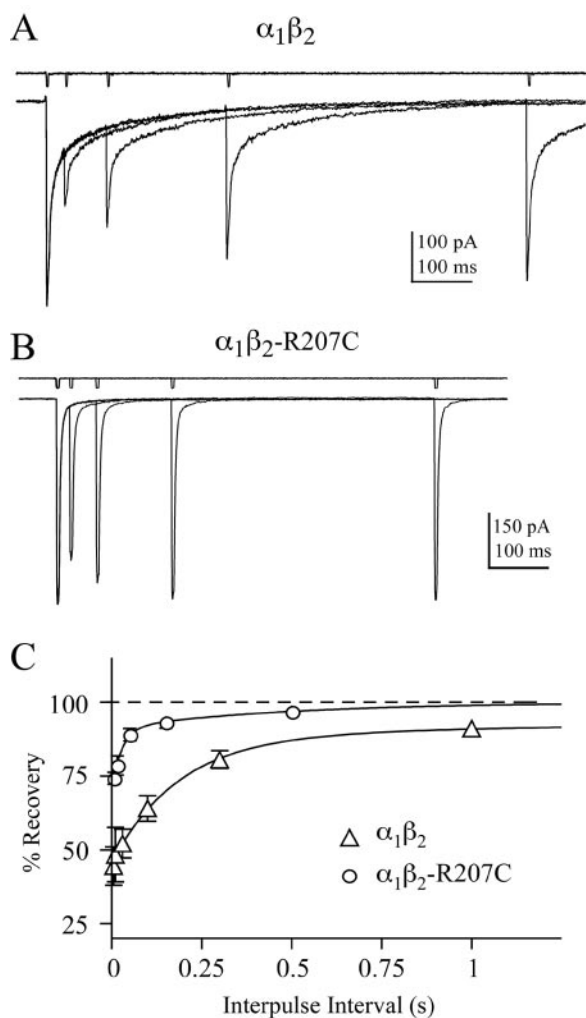 A
α₁β₂
100 pA
100 ms
B
α₁β₂-R207C
150 pA
100 ms
C
100
75
50
25
% Recovery
α₁β₂
α₁β₂-R207C
0 0.25 0.5 0.75 1
Interpulse Interval (s)